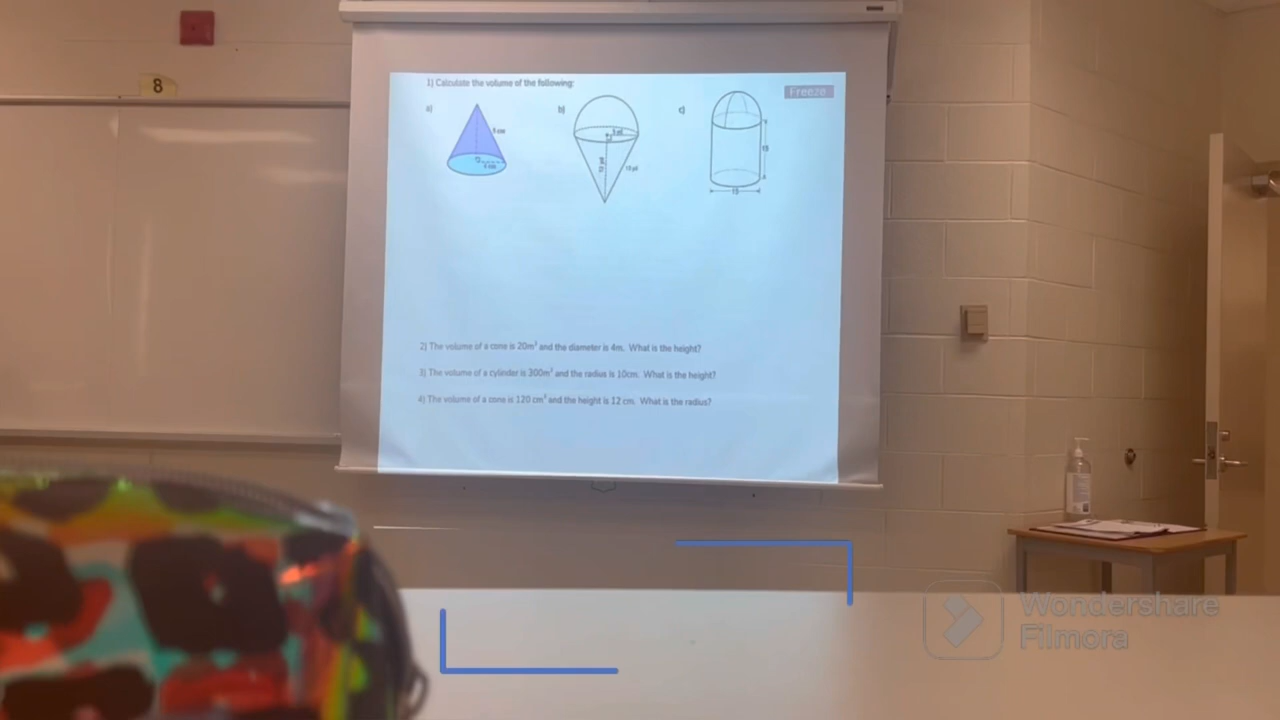 8
1) Calculate the volume of the following:
Freeze
a)
b)
c)
2) The volume of a cone is 20m³ and the diameter is 4m. What is the height?
3) The volume of a cylinder is 300m³ and the radius is 10cm. What is the height?
4) The volume of a cone is 120 cm³ and the height is 12 cm. What is the radius?
Wondershare
Filmora